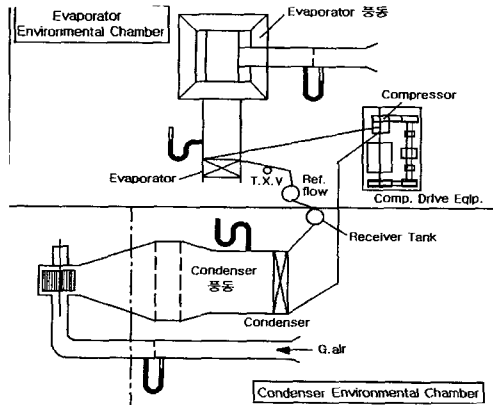 Evaporator
Environmental Chamber
Evaporator 풍동
Compressor
Evaporator
T.X.V
Ref.
flow
Comp. Drive Eqip.
Receiver Tank
Condenser
풍동
Condenser
G.air
Condenser Environmental Chamber